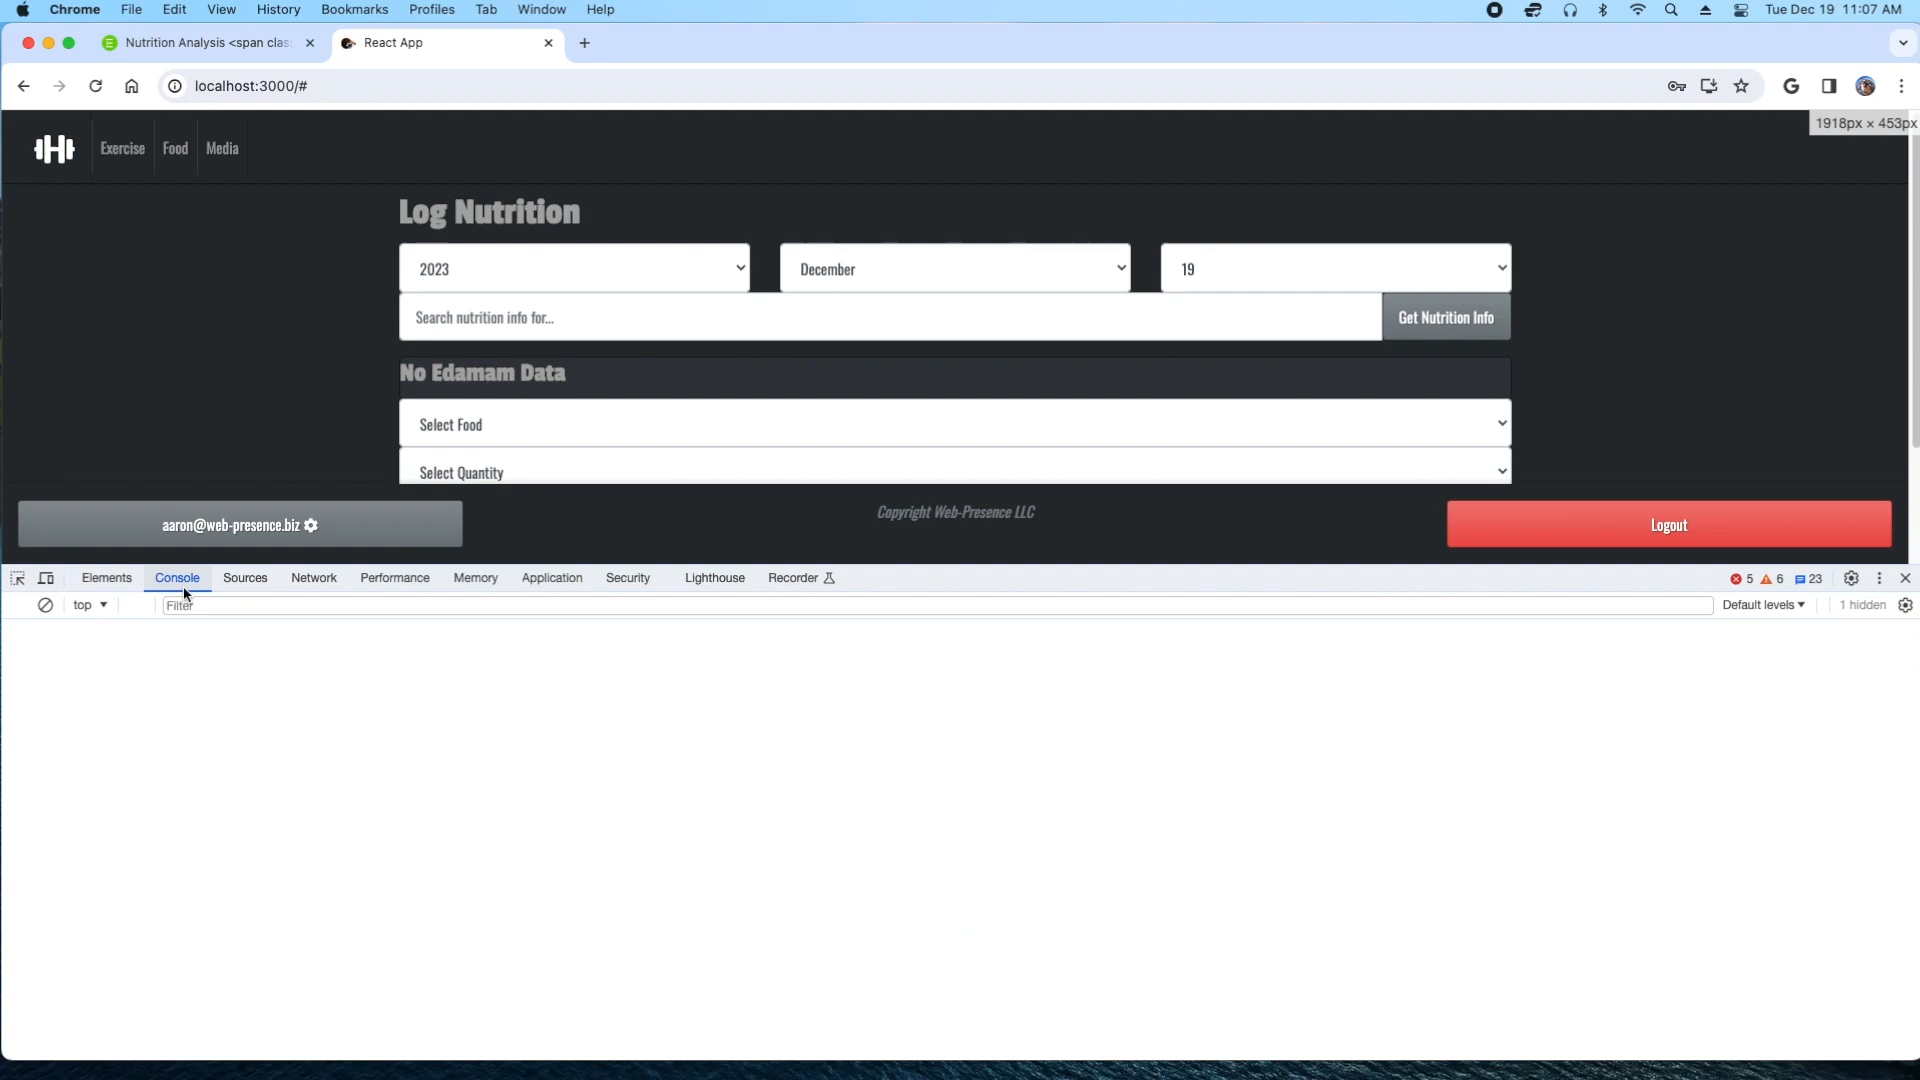 Chrome File Edit View History Bookmarks Profiles Tab Window Help Tue Dec 19 11:07 AM
Nutrition Analysis <span clas React App
localhost:3000/#
1918px × 453px
Exercise Food Media
Log Nutrition
2023 December 19
Search nutrition info for... Get Nutrition Info
No Edamam Data
Select Food
Select Quantity
aaron@web-presence.biz Copyright Web-Presence LLC Logout
Elements Console Sources Network Performance Memory Application Security Lighthouse Recorder 5 6 23
top Filter Default levels 1 hidden